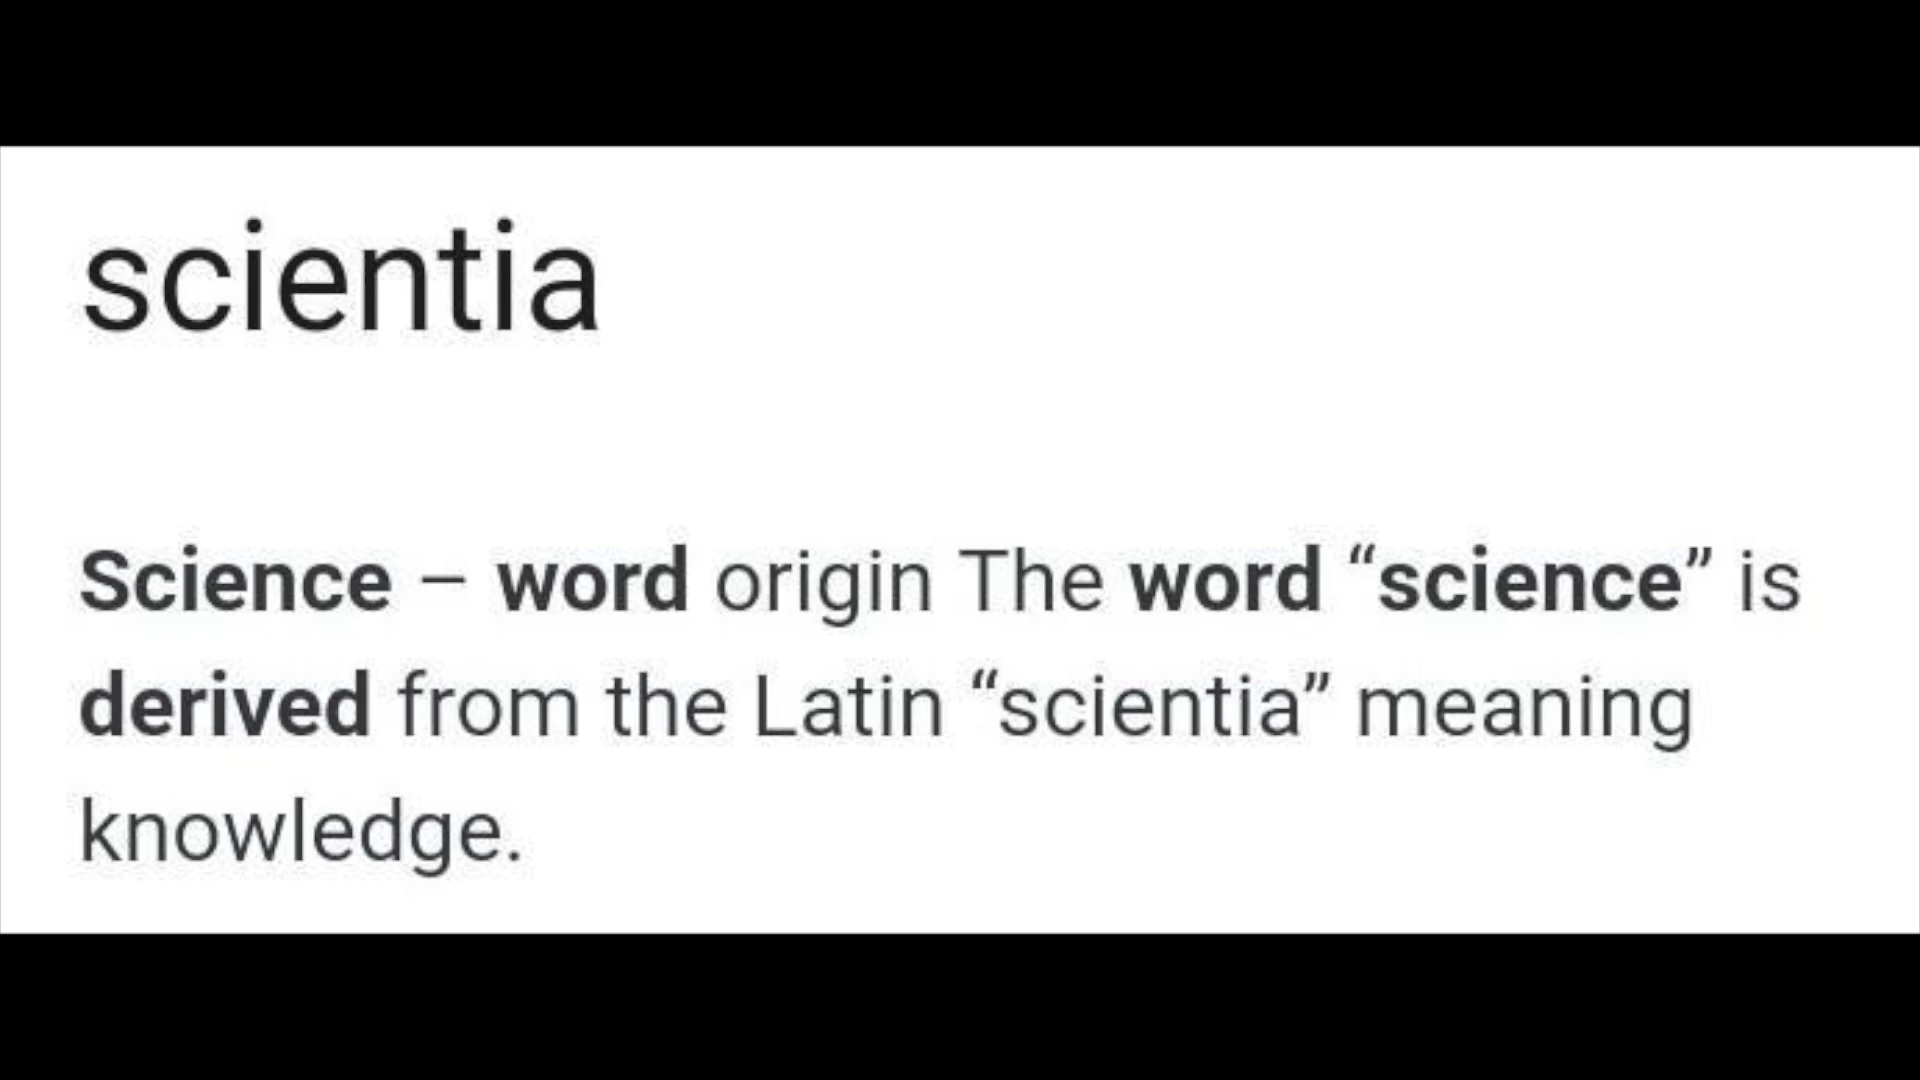 scientia
Science – word origin The word “science” is
derived from the Latin “scientia” meaning
knowledge.